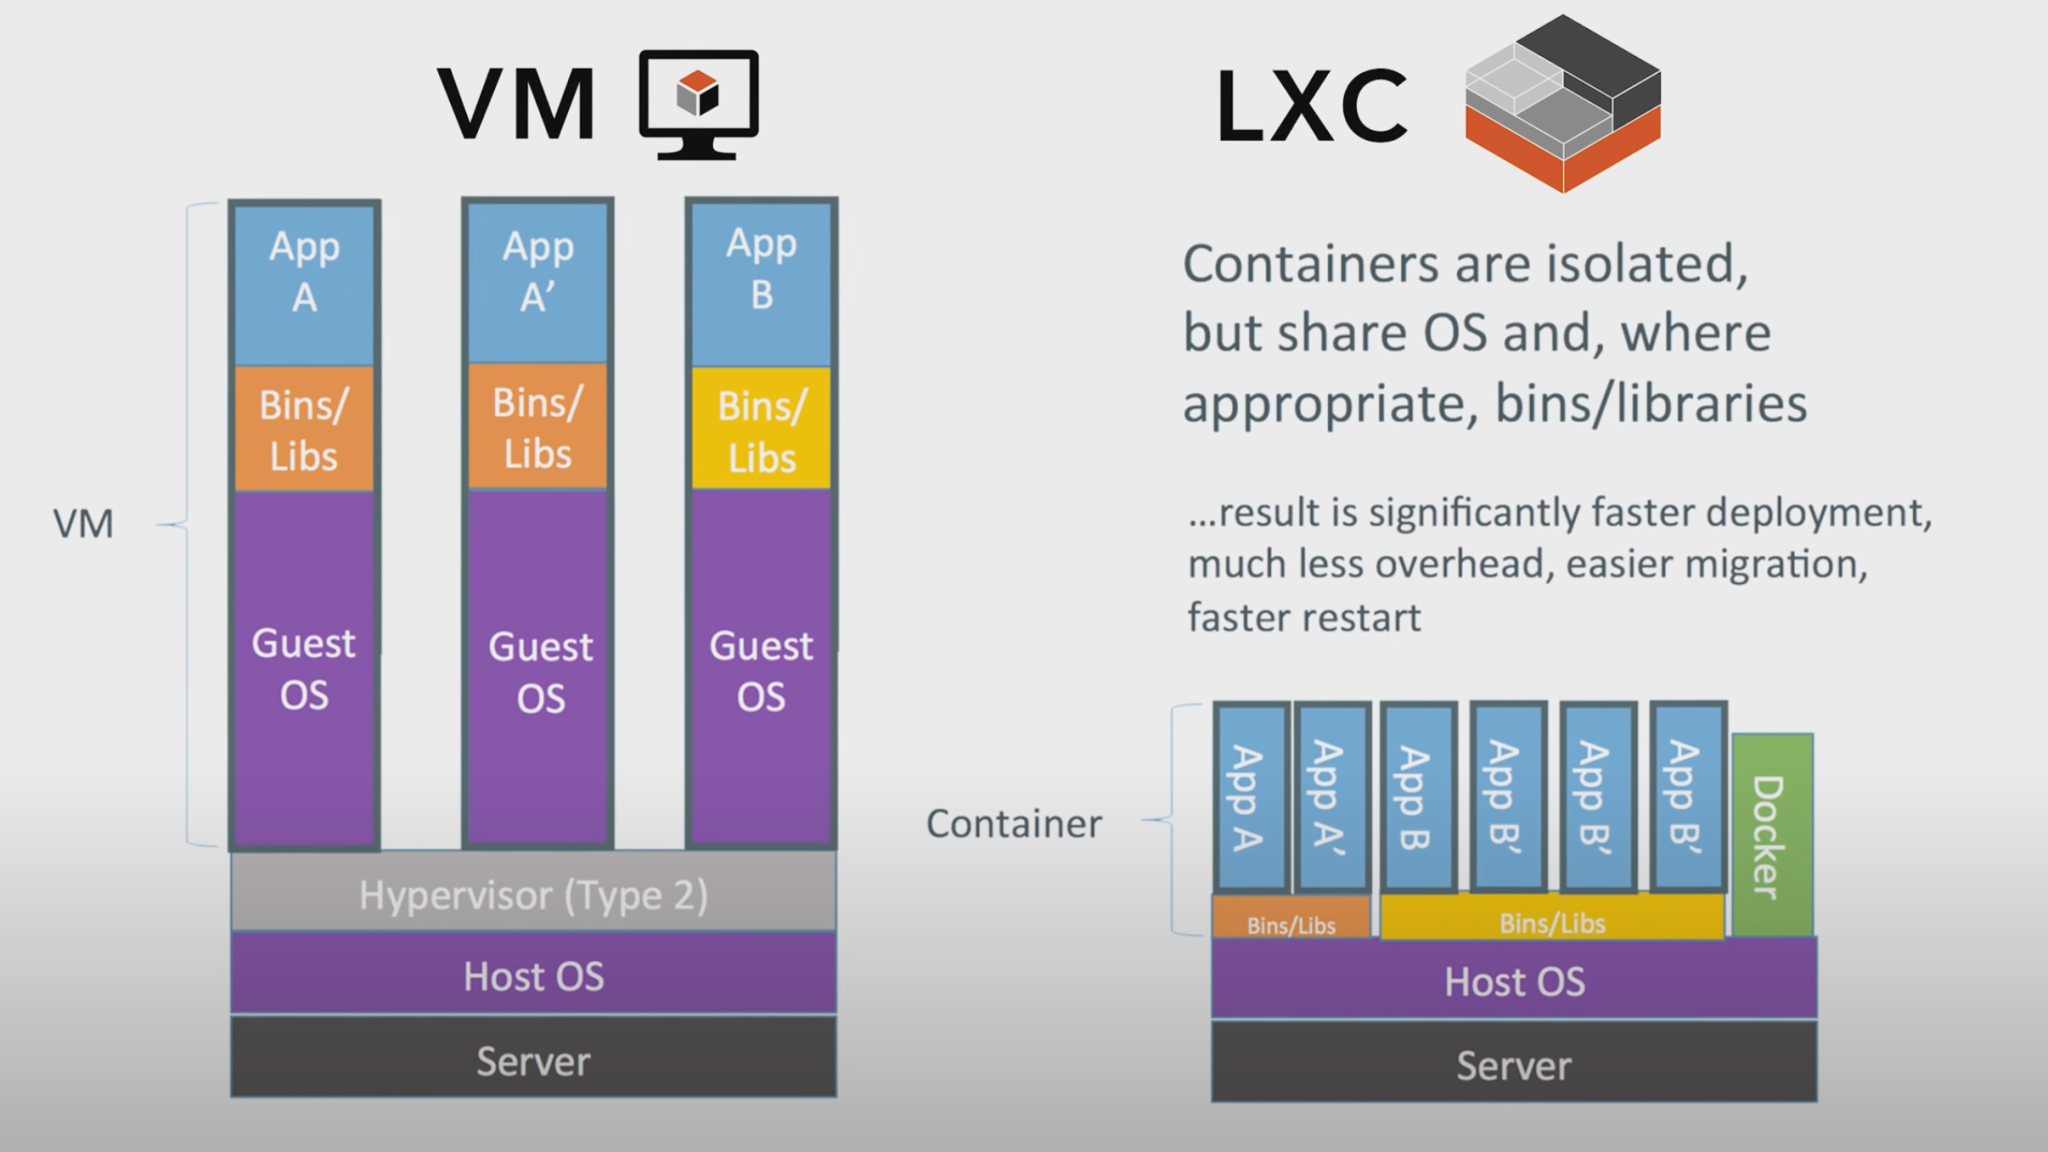 VM
LXC
App
A
Bins/
Libs
Guest
OS
App
A’
Bins/
Libs
Guest
OS
App
B
Bins/
Libs
Guest
OS
VM
Hypervisor (Type 2)
Host OS
Server
Containers are isolated,
but share OS and, where
appropriate, bins/libraries
...result is significantly faster deployment,
much less overhead, easier migration,
faster restart
Container
App A
App A’
App B
App B’
App B’
App B’
Docker
Bins/Libs
Bins/Libs
Host OS
Server